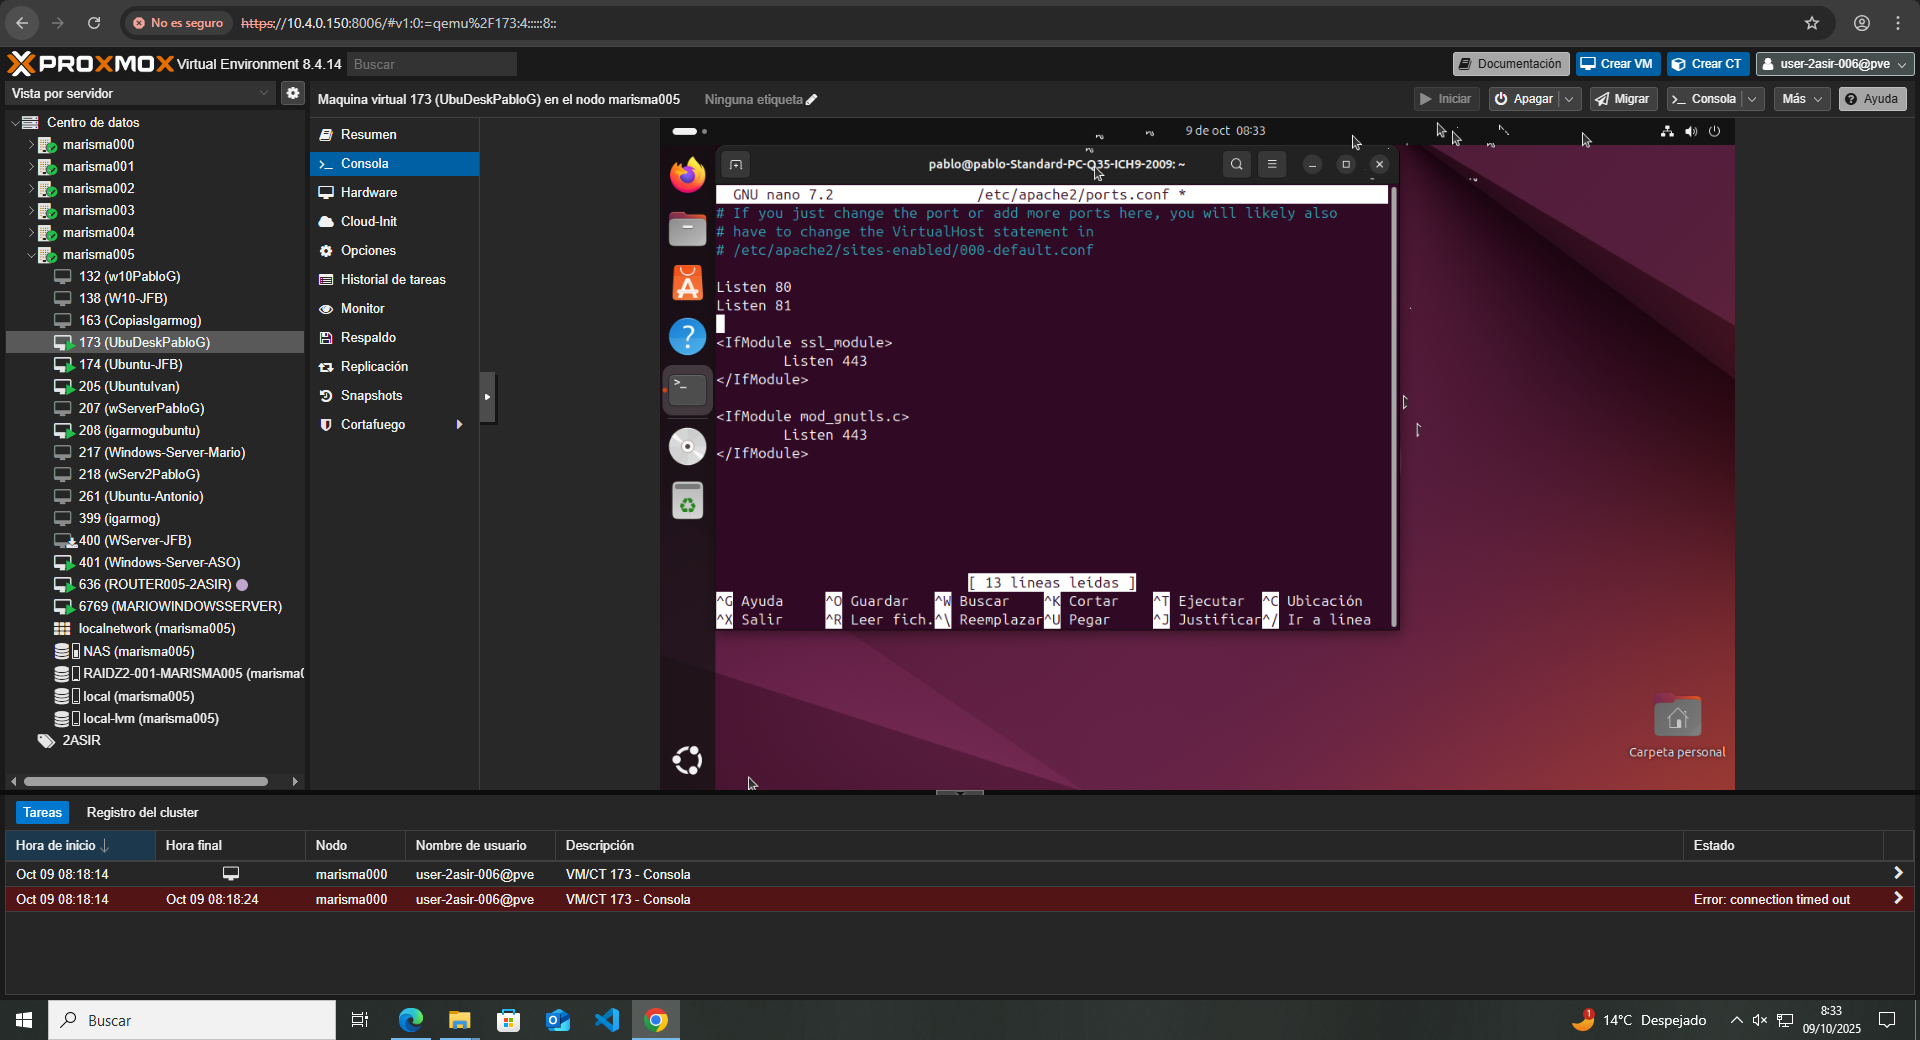 No es seguro https://10.4.0.150:8006/#v1:0:=qemu%2F173:4:::::8::
PROXMOX Virtual Environment 8.4.14 Buscar Documentación Crear VM Crear CT user-2asir-006@pve
Vista por servidor
Maquina virtual 173 (UbuDeskPabloG) en el nodo marisma005 Ninguna etiqueta Iniciar Apagar Migrar Consola Más Ayuda
Centro de datos
marisma000
marisma001
marisma002
marisma003
marisma004
marisma005
132 (w10PabloG)
138 (W10-JFB)
163 (CopiasIgarmog)
173 (UbuDeskPabloG)
174 (Ubuntu-JFB)
205 (UbuntuIvan)
207 (wServerPabloG)
208 (igarmogubuntu)
217 (Windows-Server-Mario)
218 (wServ2PabloG)
261 (Ubuntu-Antonio)
399 (igarmog)
400 (WServer-JFB)
401 (Windows-Server-ASO)
636 (ROUTER005-2ASIR)
6769 (MARIOWINDOWSSERVER)
localnetwork (marisma005)
NAS (marisma005)
RAIDZ2-001-MARISMA005 (marisma0
local (marisma005)
local-lvm (marisma005)
2ASIR
Resumen
Consola
Hardware
Cloud-Init
Opciones
Historial de tareas
Monitor
Respaldo
Replicación
Snapshots
Cortafuego
9 de oct 08:33
pablo@pablo-Standard-PC-Q35-ICH9-2009: ~
GNU nano 7.2 /etc/apache2/ports.conf *
# If you just change the port or add more ports here, you will likely also
# have to change the VirtualHost statement in
# /etc/apache2/sites-enabled/000-default.conf
Listen 80
Listen 81
<IfModule ssl_module>
Listen 443
</IfModule>
<IfModule mod_gnutls.c>
Listen 443
</IfModule>
[ 13 líneas leídas ]
^G Ayuda ^O Guardar ^W Buscar ^K Cortar ^T Ejecutar ^C Ubicación
^X Salir ^R Leer fich. ^\ Reemplazar ^U Pegar ^J Justificar ^/ Ir a línea
Carpeta personal
Tareas Registro del cluster
Hora de inicio Hora final Nodo Nombre de usuario Descripción Estado
Oct 09 08:18:14 marisma000 user-2asir-006@pve VM/CT 173 - Consola
Oct 09 08:18:14 Oct 09 08:18:24 marisma000 user-2asir-006@pve VM/CT 173 - Consola Error: connection timed out
Buscar
1 14°C Despejado
8:33
09/10/2025